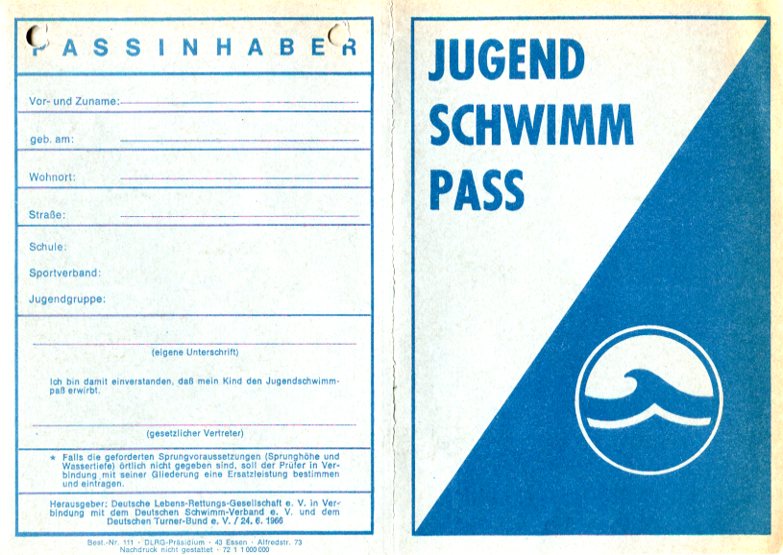 PASSINHABER
Vor- und Zuname:
geb. am:
Wohnort:
Straße:
Schule:
Sportverband:
Jugendgruppe:
(eigene Unterschrift)
Ich bin damit einverstanden, daß mein Kind den Jugendschwimm-
paß erwirbt.
(gesetzlicher Vertreter)
* Falls die geforderten Sprungvoraussetzungen (Sprunghöhe und
Wassertiefe) örtlich nicht gegeben sind, soll der Prüfer in Ver-
bindung mit seiner Gliederung eine Ersatzleistung bestimmen
und eintragen.
Herausgeber: Deutsche Lebens-Rettungs-Gesellschaft e. V. in Ver-
bindung mit dem Deutschen Schwimm-Verband e. V. und dem
Deutschen Turner-Bund e. V. / 24. 6. 1966
Best.-Nr. 111 · DLRG-Präsidium · 43 Essen · Alfredstr. 73
Nachdruck nicht gestattet · 72 1 1 000 000
JUGEND
SCHWIMM
PASS